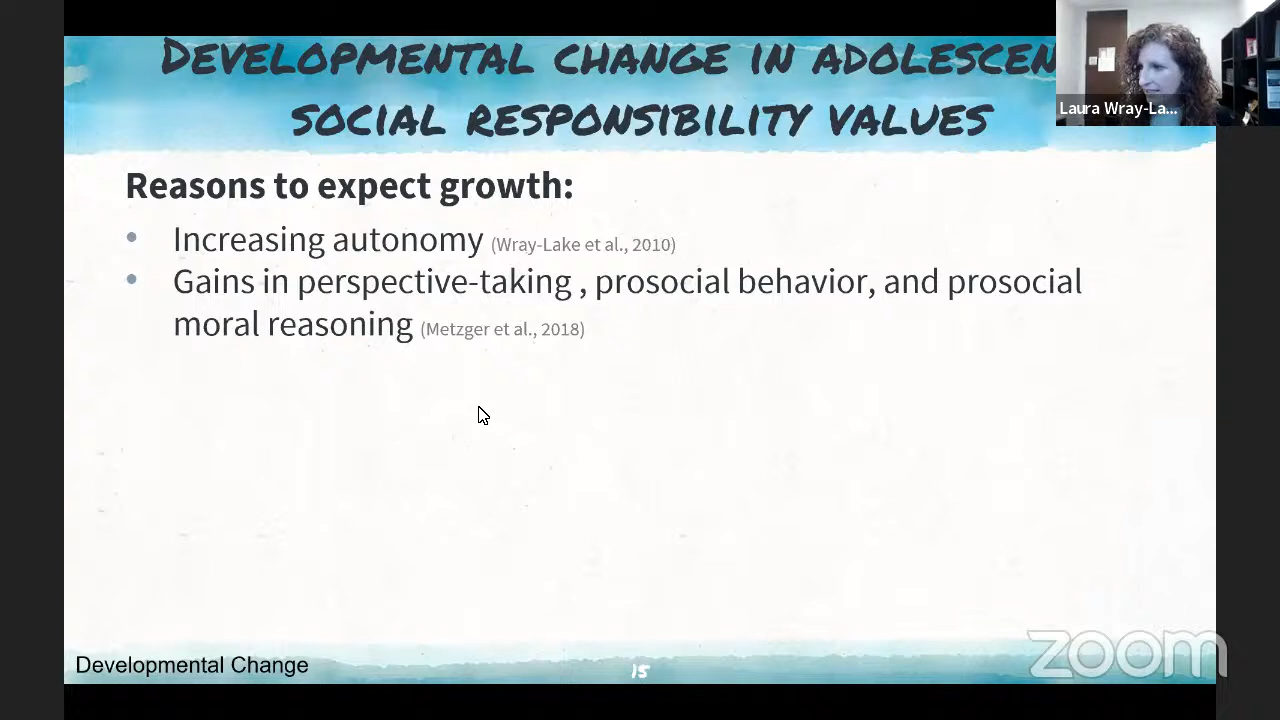 DEVELOPMENTAL CHANGE IN ADOLESCEN
SOCIAL RESPONSIBILITY VALUES
Laura Wray-La...
Reasons to expect growth:
• Increasing autonomy (Wray-Lake et al., 2010)
• Gains in perspective-taking , prosocial behavior, and prosocial
moral reasoning (Metzger et al., 2018)
Developmental Change
15
zoom